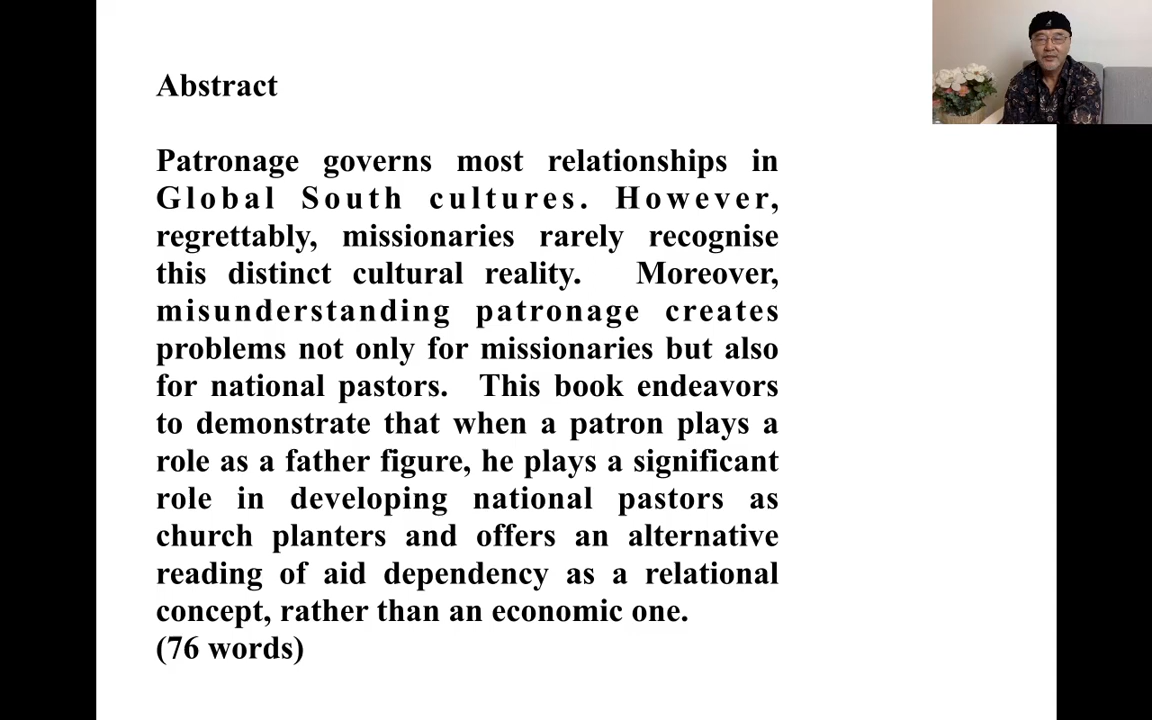 Abstract
Patronage governs most relationships in
Global South cultures. However,
regrettably, missionaries rarely recognise
this distinct cultural reality. Moreover,
misunderstanding patronage creates
problems not only for missionaries but also
for national pastors. This book endeavors
to demonstrate that when a patron plays a
role as a father figure, he plays a significant
role in developing national pastors as
church planters and offers an alternative
reading of aid dependency as a relational
concept, rather than an economic one.
(76 words)